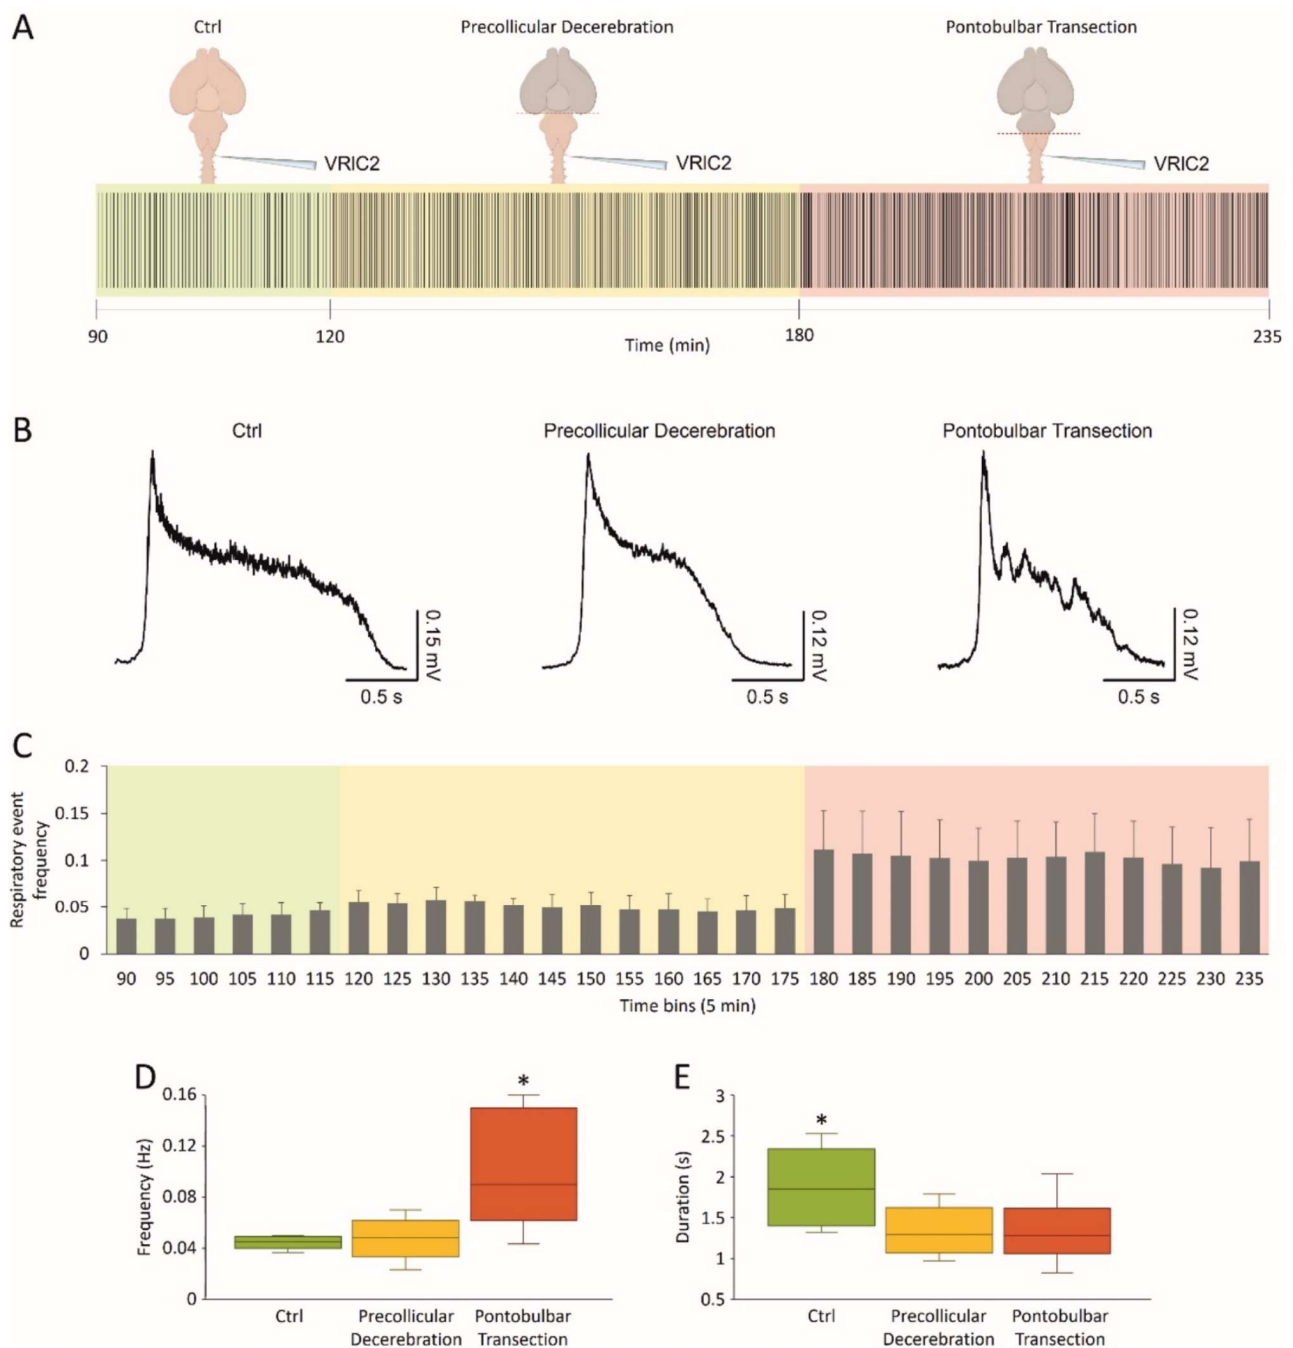 A
Ctrl
Precollicular Decerebration
Pontobulbar Transection
VRIC2
VRIC2
VRIC2
90
120
180
235
Time (min)
B
Ctrl
Precollicular Decerebration
Pontobulbar Transection
0.15 mV
0.5 s
0.12 mV
0.5 s
0.12 mV
0.5 s
C
Respiratory event
frequency
0.2
0.15
0.1
0.05
0
90 95 100 105 110 115 120 125 130 135 140 145 150 155 160 165 170 175 180 185 190 195 200 205 210 215 220 225 230 235
Time bins (5 min)
D
Frequency (Hz)
0.16
0.12
0.08
0.04
0
*
Ctrl
Precollicular
Decerebration
Pontobulbar
Transection
E
Duration (s)
3
2.5
2
1.5
1
0.5
*
Ctrl
Precollicular
Decerebration
Pontobulbar
Transection